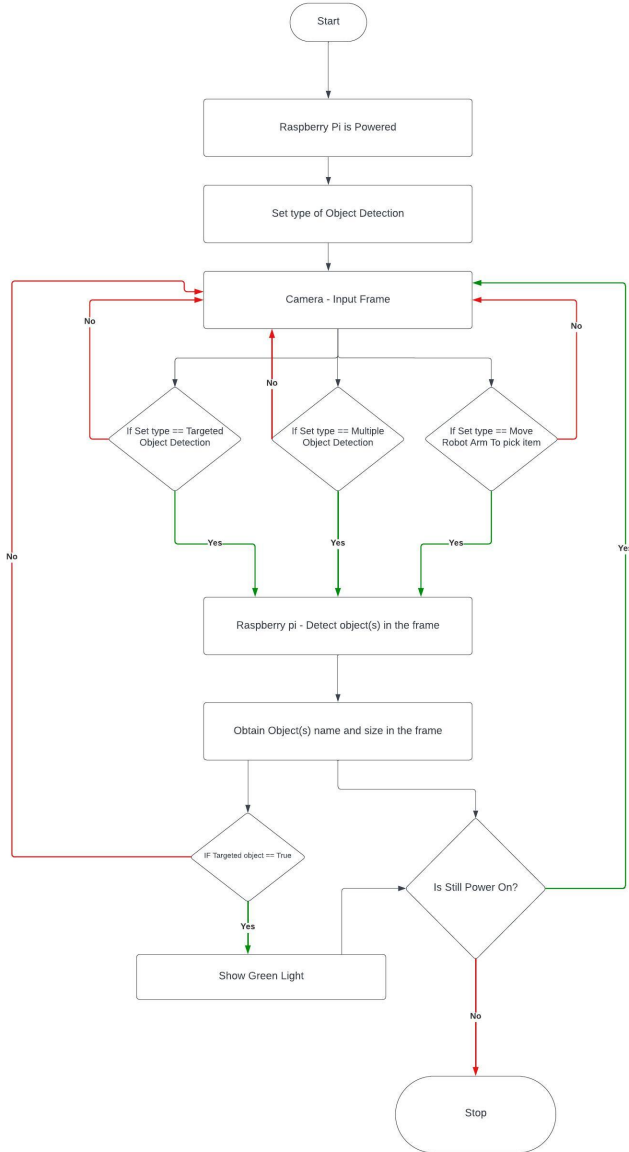 Start
Raspberry Pi is Powered
Set type of Object Detection
Camera - Input Frame
No
No
No
If Set type == Targeted
Object Detection
If Set type == Multiple
Object Detection
If Set type == Move
Robot Arm To pick item
Yes
Yes
Yes
No
Yes
Raspberry pi - Detect object(s) in the frame
Obtain Object(s) name and size in the frame
IF Targeted object == True
Is Still Power On?
Yes
Show Green Light
No
Stop